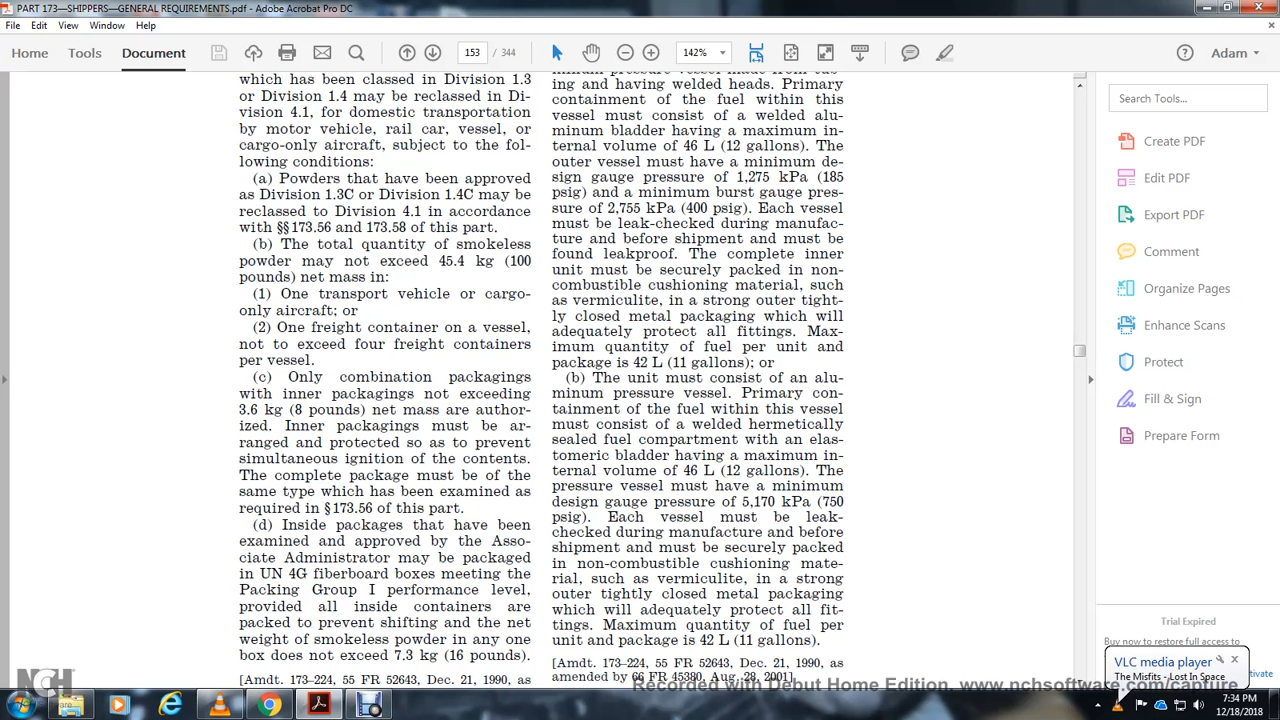 PART 173—SHIPPERS—GENERAL REQUIREMENTS.pdf - Adobe Acrobat Pro DC
File Edit View Window Help
Home Tools Document 153 / 344 142% Adam
which has been classed in Division 1.3
or Division 1.4 may be reclassed in Di-
vision 4.1, for domestic transportation
by motor vehicle, rail car, vessel, or
cargo-only aircraft, subject to the fol-
lowing conditions:
(a) Powders that have been approved
as Division 1.3C or Division 1.4C may be
reclassed to Division 4.1 in accordance
with §§173.56 and 173.58 of this part.
(b) The total quantity of smokeless
powder may not exceed 45.4 kg (100
pounds) net mass in:
(1) One transport vehicle or cargo-
only aircraft; or
(2) One freight container on a vessel,
not to exceed four freight containers
per vessel.
(c) Only combination packagings
with inner packagings not exceeding
3.6 kg (8 pounds) net mass are author-
ized. Inner packagings must be ar-
ranged and protected so as to prevent
simultaneous ignition of the contents.
The complete package must be of the
same type which has been examined as
required in §173.56 of this part.
(d) Inside packages that have been
examined and approved by the Asso-
ciate Administrator may be packaged
in UN 4G fiberboard boxes meeting the
Packing Group I performance level,
provided all inside containers are
packed to prevent shifting and the net
weight of smokeless powder in any one
box does not exceed 7.3 kg (16 pounds).
[Amdt. 173–224, 55 FR 52643, Dec. 21, 1990, as
minum pressure vessel made from tub-
ing and having welded heads. Primary
containment of the fuel within this
vessel must consist of a welded alu-
minum bladder having a maximum in-
ternal volume of 46 L (12 gallons). The
outer vessel must have a minimum de-
sign gauge pressure of 1,275 kPa (185
psig) and a minimum burst gauge pres-
sure of 2,755 kPa (400 psig). Each vessel
must be leak-checked during manufac-
ture and before shipment and must be
found leakproof. The complete inner
unit must be securely packed in non-
combustible cushioning material, such
as vermiculite, in a strong outer tight-
ly closed metal packaging which will
adequately protect all fittings. Max-
imum quantity of fuel per unit and
package is 42 L (11 gallons); or
(b) The unit must consist of an alu-
minum pressure vessel. Primary con-
tainment of the fuel within this vessel
must consist of a welded hermetically
sealed fuel compartment with an elas-
tomeric bladder having a maximum in-
ternal volume of 46 L (12 gallons). The
pressure vessel must have a minimum
design gauge pressure of 5,170 kPa (750
psig). Each vessel must be leak-
checked during manufacture and before
shipment and must be securely packed
in non-combustible cushioning mate-
rial, such as vermiculite, in a strong
outer tightly closed metal packaging
which will adequately protect all fit-
tings. Maximum quantity of fuel per
unit and package is 42 L (11 gallons).
[Amdt. 173–224, 55 FR 52643, Dec. 21, 1990, as
amended by 66 FR 45380, Aug. 28, 2001]
Search Tools...
Create PDF
Edit PDF
Export PDF
Comment
Organize Pages
Enhance Scans
Protect
Fill & Sign
Prepare Form
Trial Expired
Buy now to restore full access to
VLC media player
The Misfits - Lost In Space
NCH
Recorded with Debut Home Edition. www.nchsoftware.com/capture
7:34 PM
12/18/2018